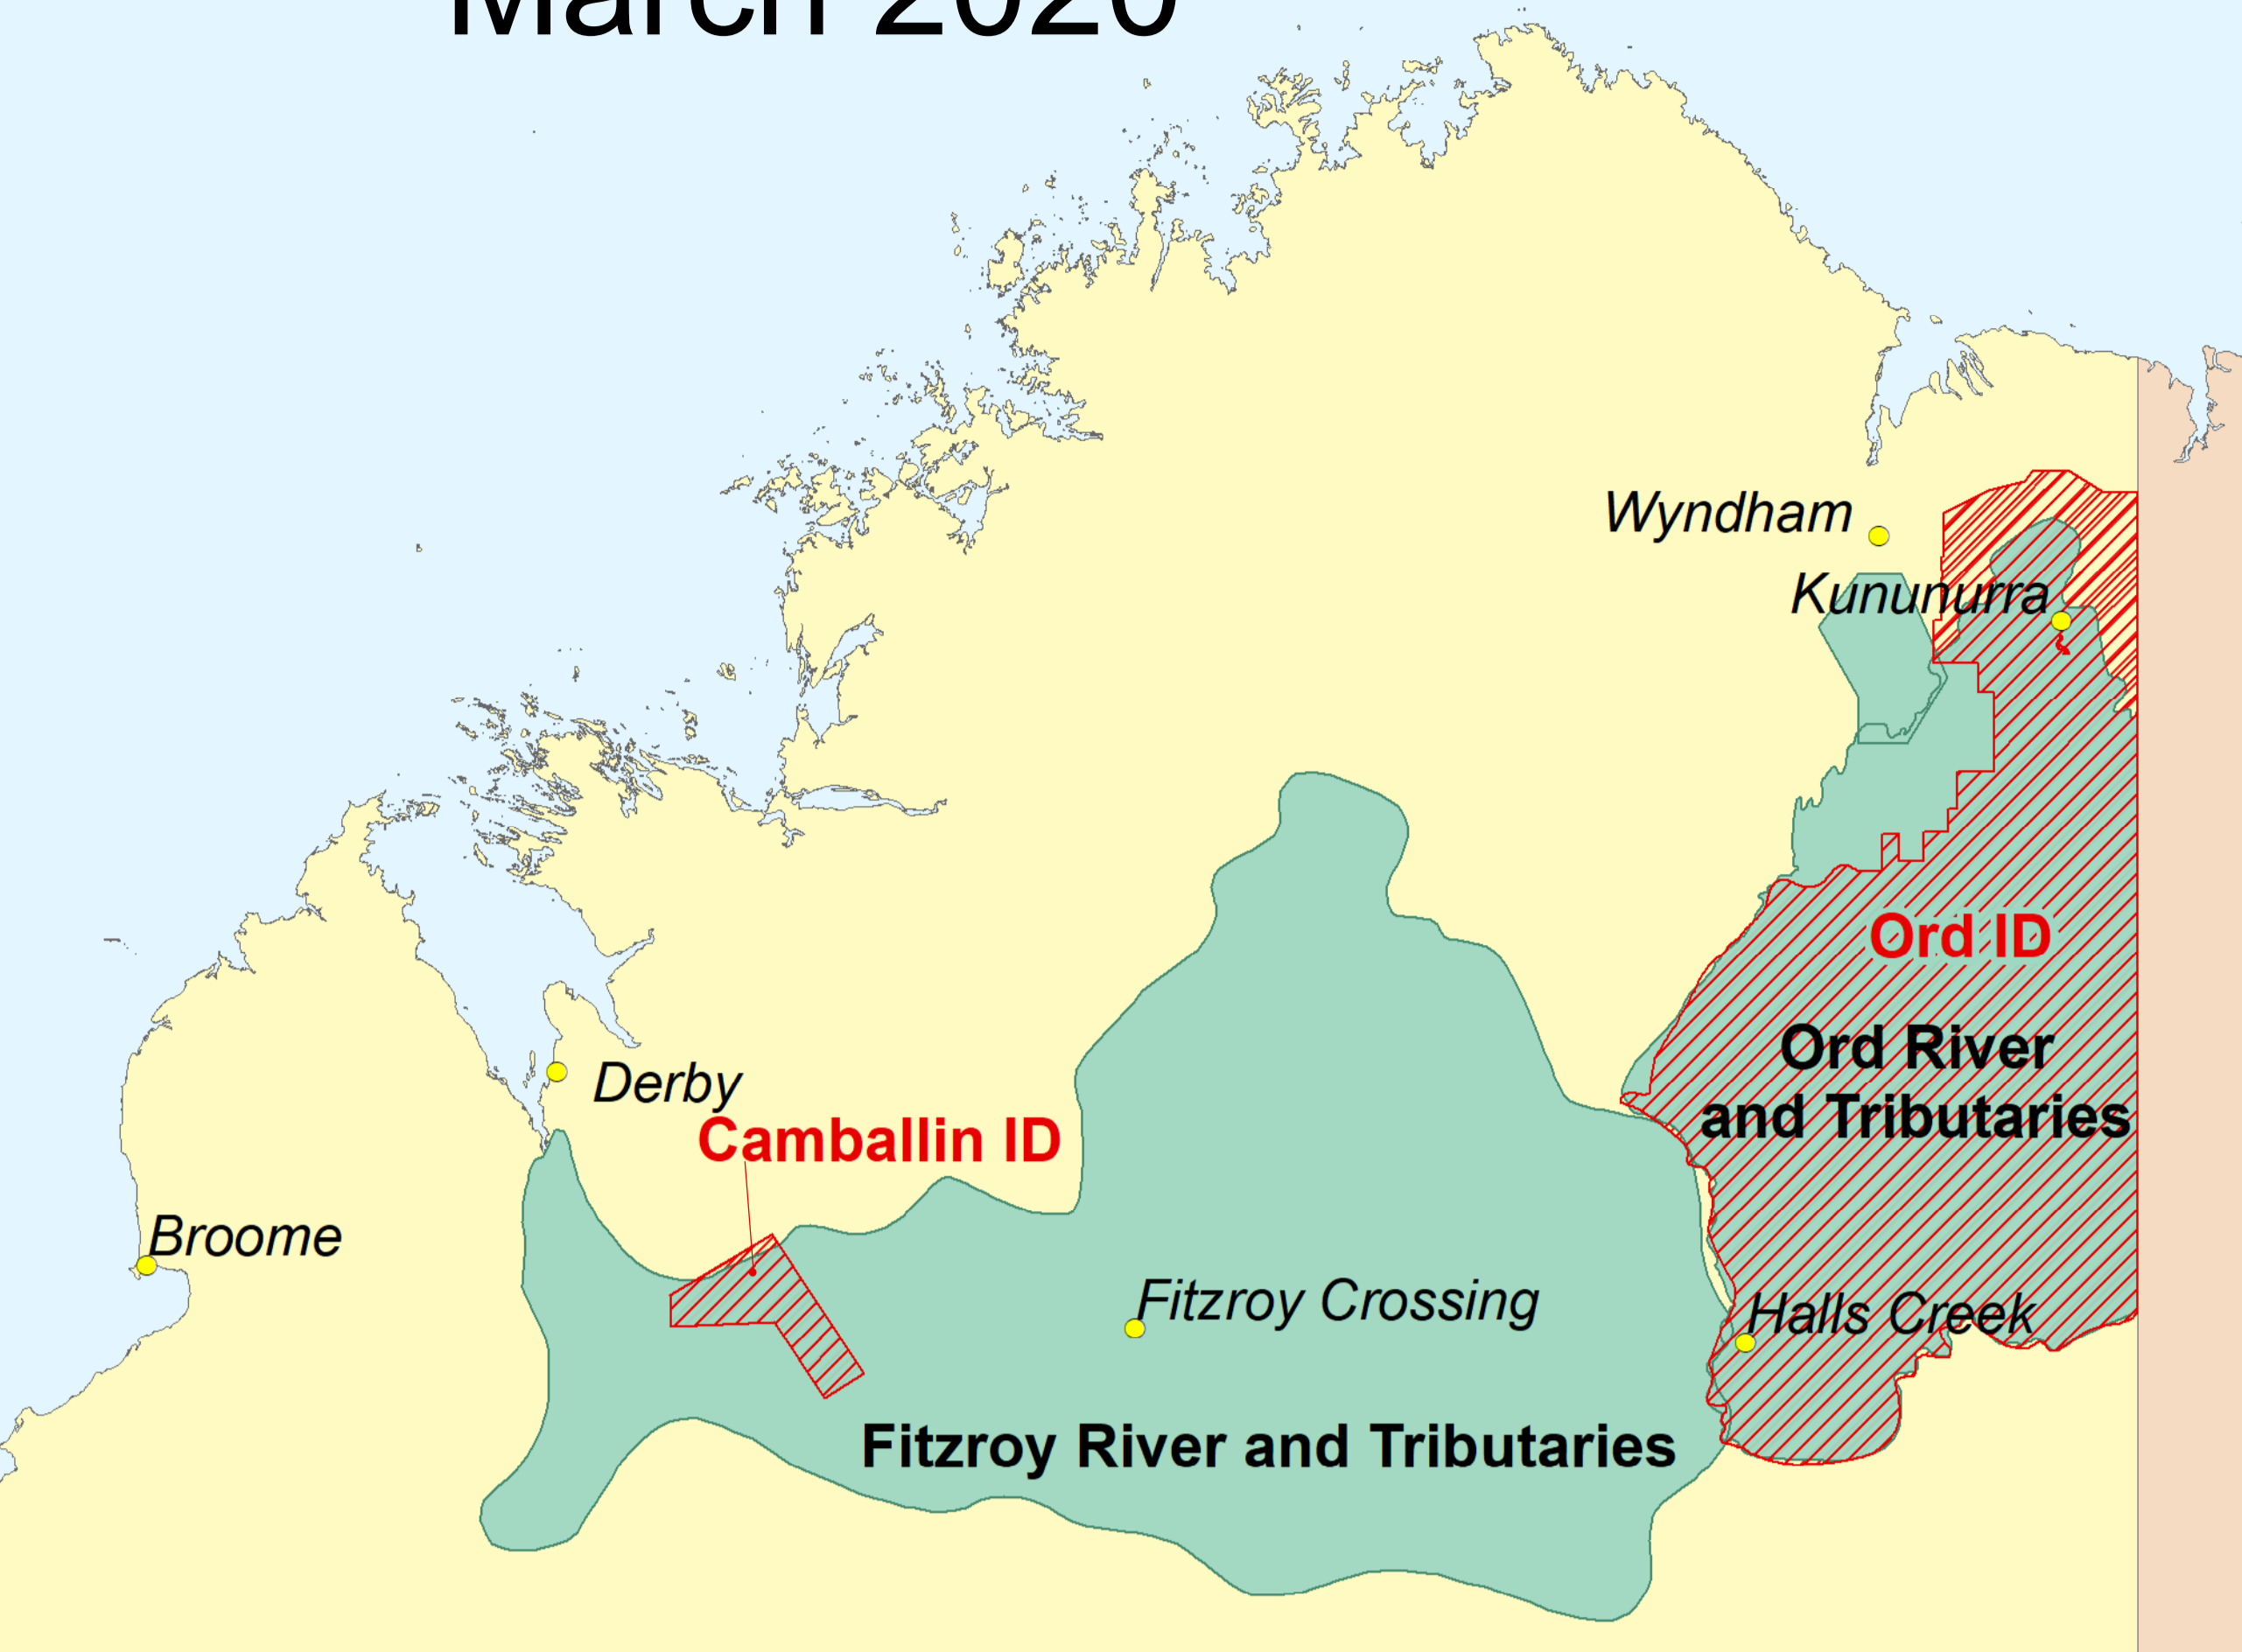 March 2020
Wyndham
Kununurra
Ord ID
Ord River
and Tributaries
Derby
Camballin ID
Broome
Fitzroy Crossing
Halls Creek
Fitzroy River and Tributaries